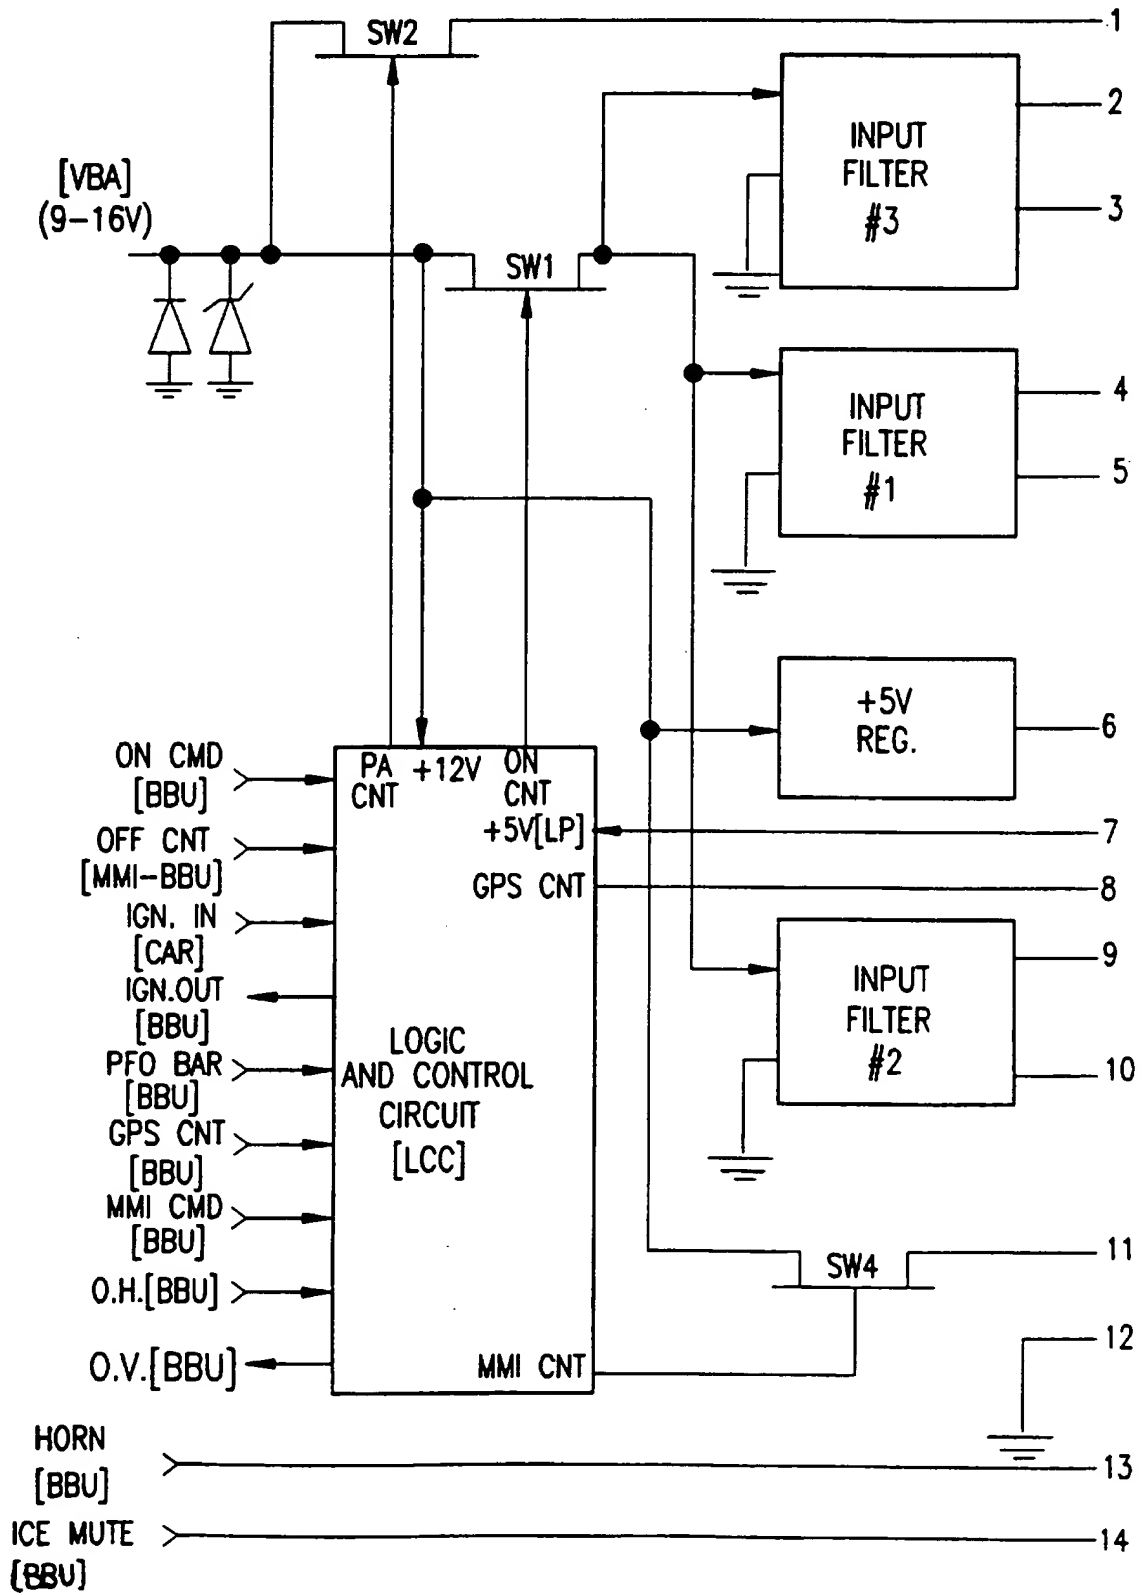 SW2
1
INPUT
FILTER
#3
2
3
[VBA]
(9-16V)
SW1
INPUT
FILTER
#1
4
5
+5V
REG.
6
ON CMD
[BBU]
PA
CNT
+12V
ON
CNT
+5V[LP]
7
OFF CNT
[MMI-BBU]
GPS CNT
8
IGN. IN
[CAR]
INPUT
FILTER
#2
9
10
IGN.OUT
[BBU]
LOGIC
AND CONTROL
CIRCUIT
[LCC]
PFO BAR
[BBU]
GPS CNT
[BBU]
MMI CMD
[BBU]
SW4
11
O.H.[BBU]
12
O.V.[BBU]
MMI CNT
HORN
[BBU]
13
ICE MUTE
[BBU]
14